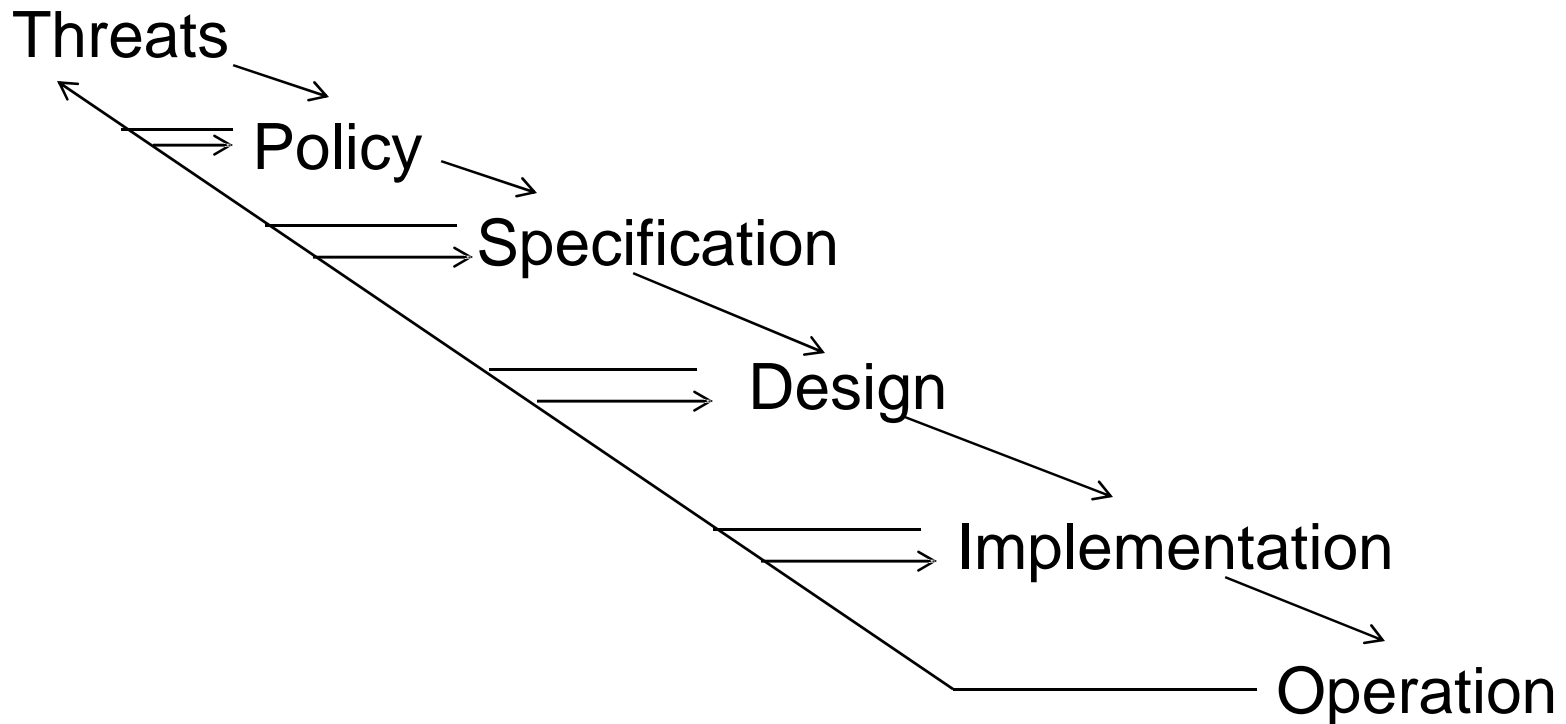 Threats
Policy
Specification
Design
Implementation
Operation